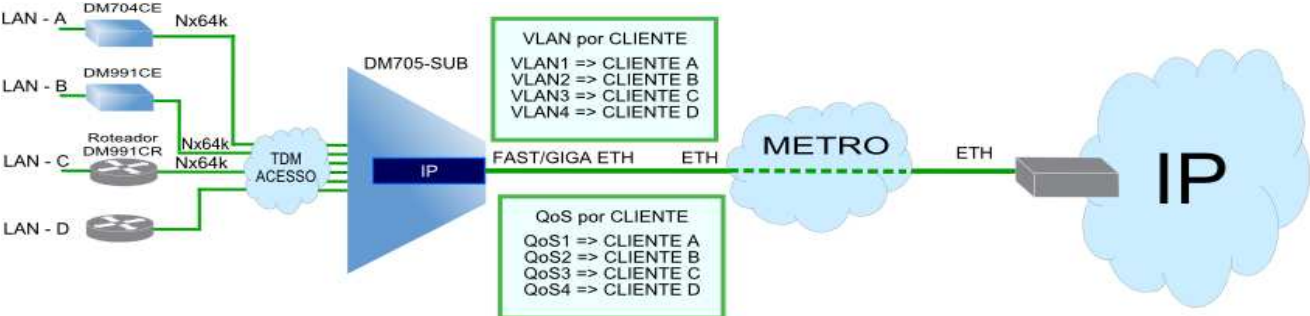 LAN - A
DM704CE
Nx64k
LAN - B
DM991CE
Nx64k
LAN - C
Roteador
DM991CR
Nx64k
LAN - D
TDM
ACESSO
DM705-SUB
IP
VLAN por CLIENTE
VLAN1 => CLIENTE A
VLAN2 => CLIENTE B
VLAN3 => CLIENTE C
VLAN4 => CLIENTE D
FAST/GIGA ETH
ETH
QoS por CLIENTE
QoS1 => CLIENTE A
QoS2 => CLIENTE B
QoS3 => CLIENTE C
QoS4 => CLIENTE D
METRO
ETH
IP